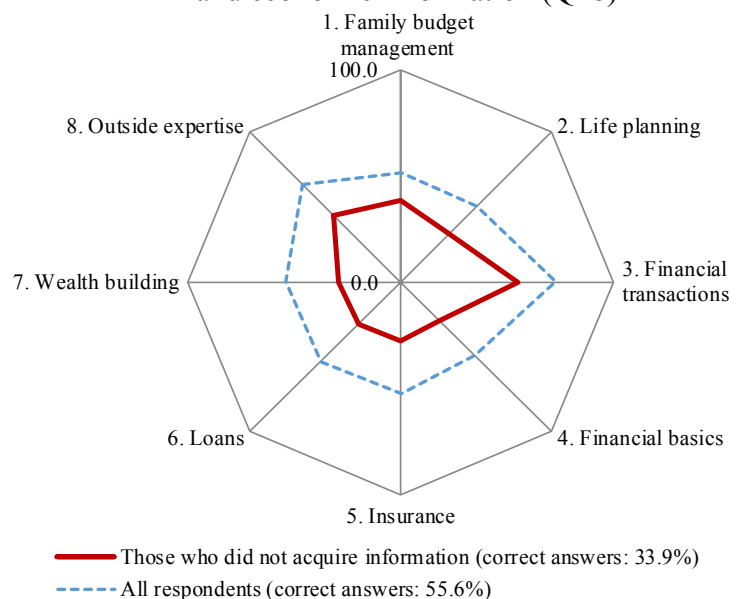 1. Family budget
management
100.0
8. Outside expertise
2. Life planning
7. Wealth building
0.0
3. Financial
transactions
6. Loans
4. Financial basics
5. Insurance
Those who did not acquire information (correct answers: 33.9%)
All respondents (correct answers: 55.6%)